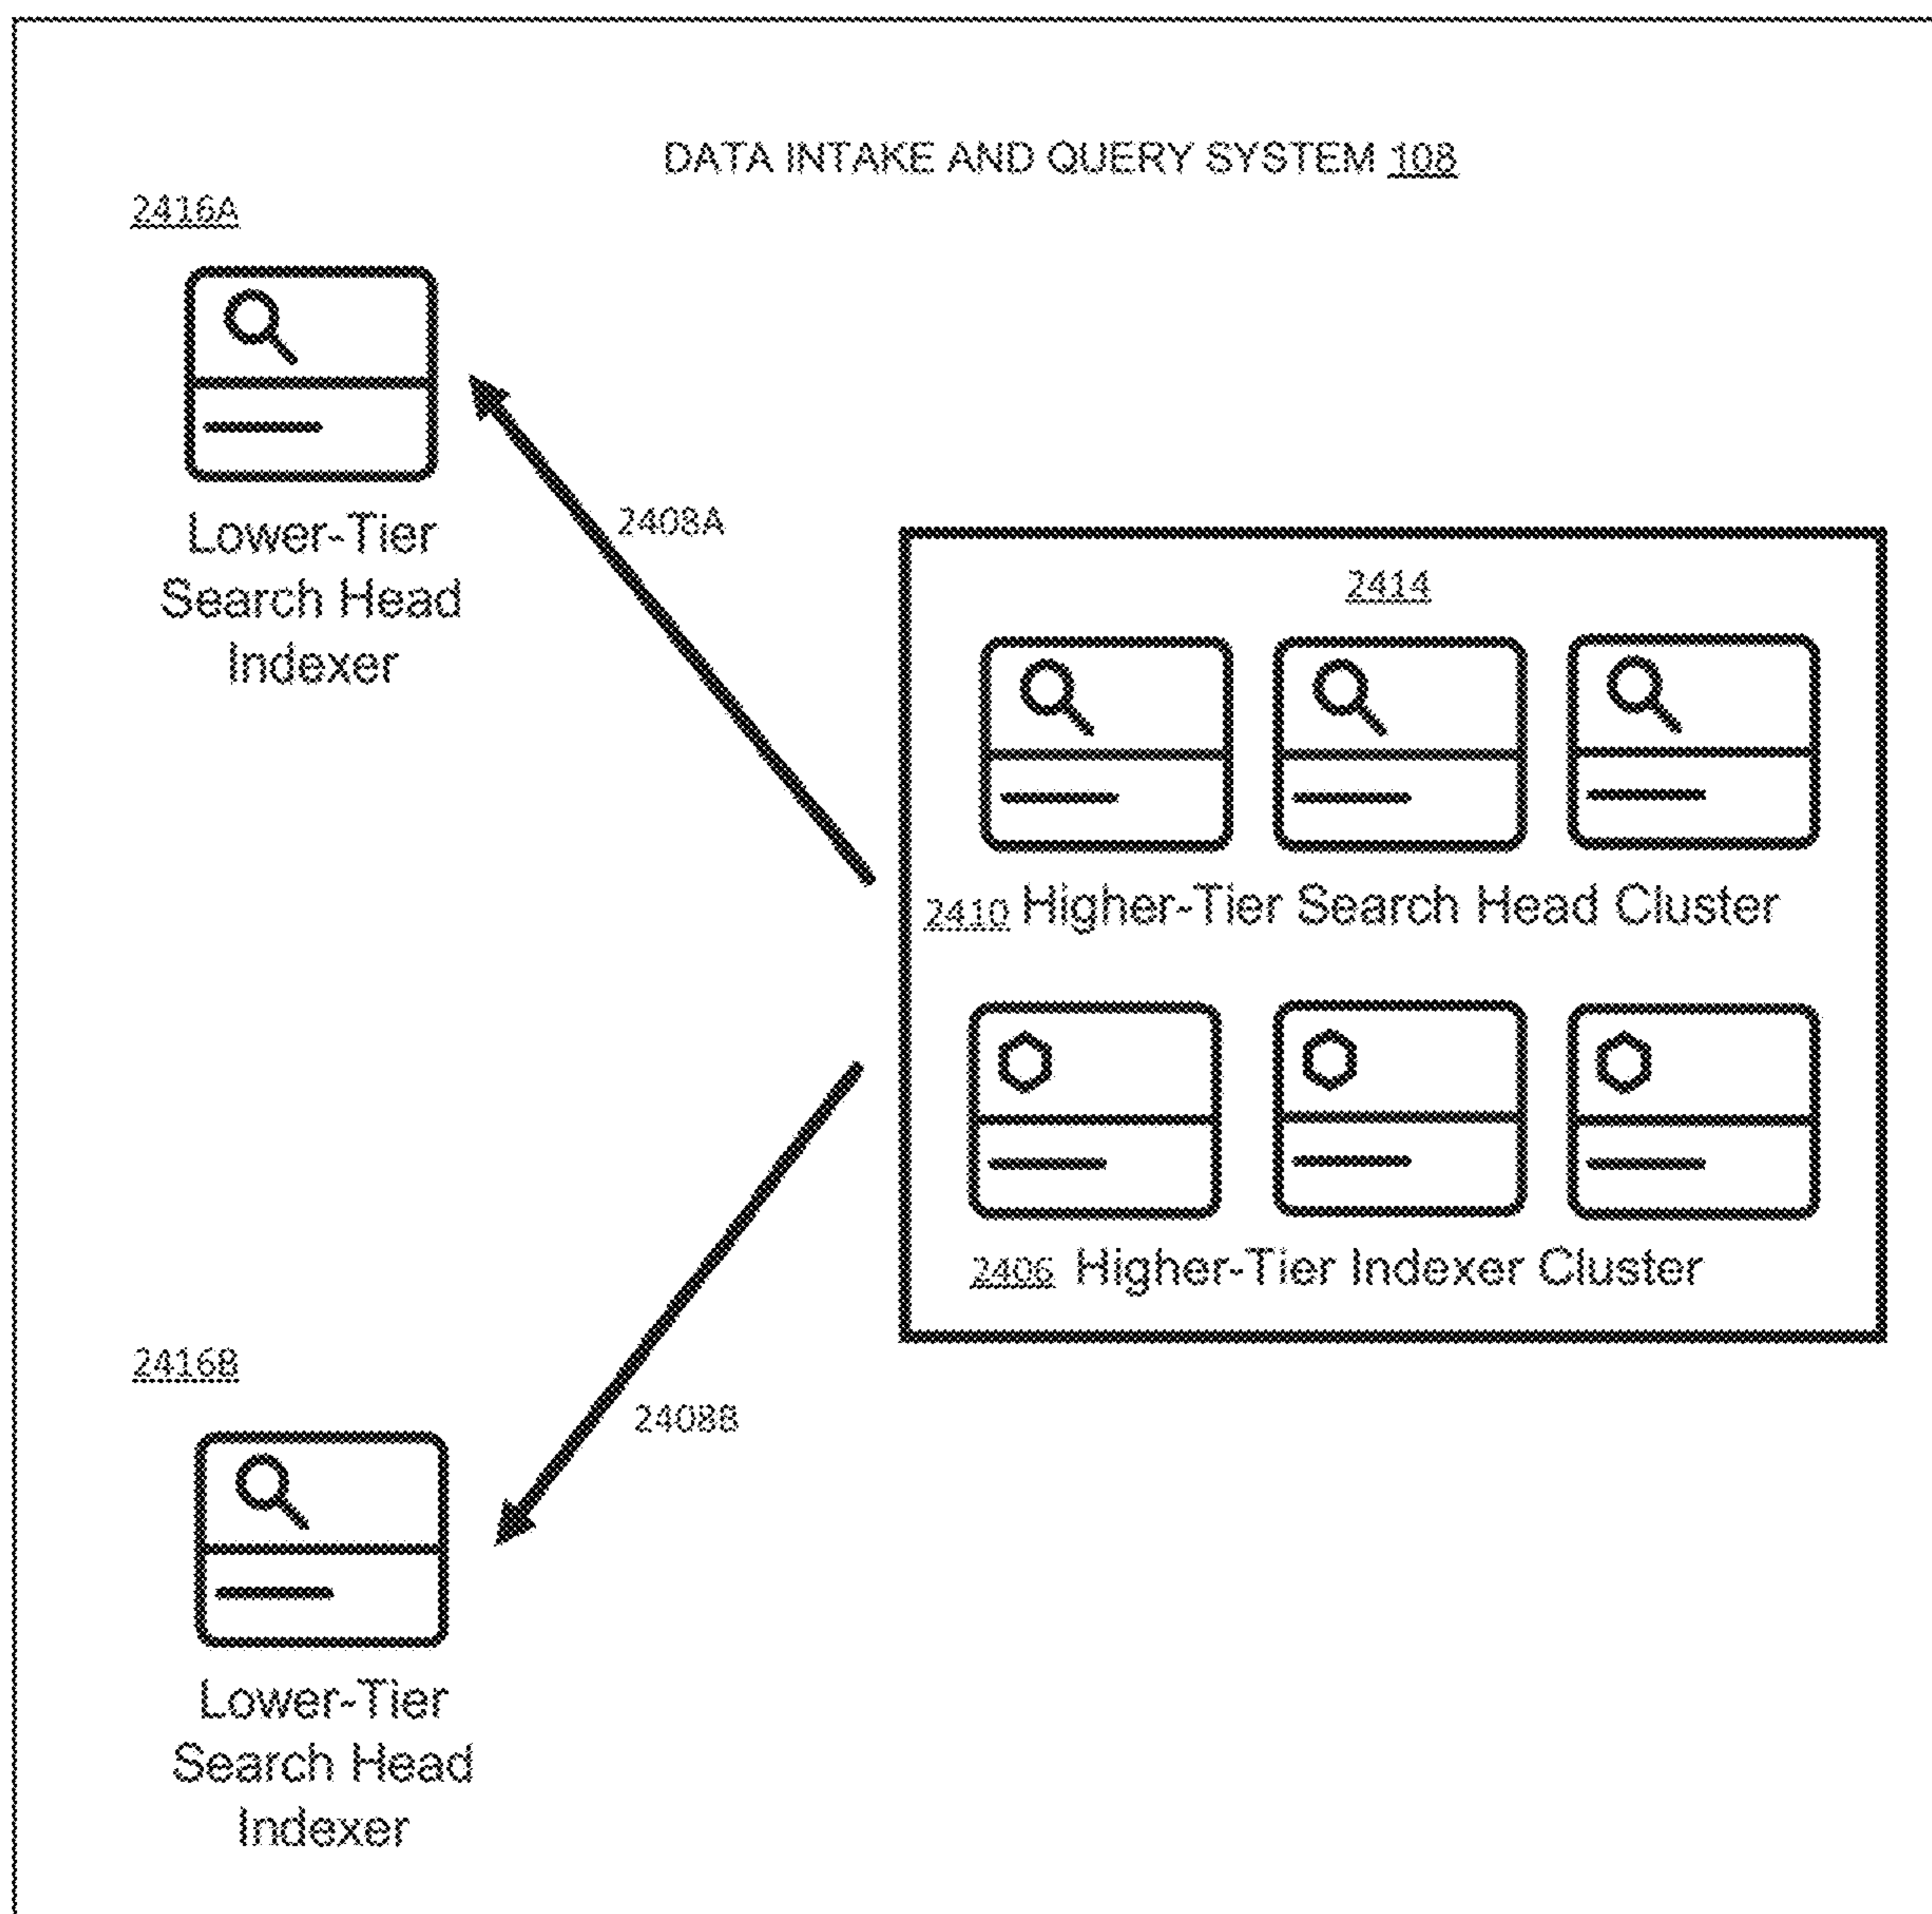 DATA INTAKE AND QUERY SYSTEM 108
2416A
Lower-Tier
Search Head
Indexer
2408A
2414
2410 Higher-Tier Search Head Cluster
2406 Higher-Tier Indexer Cluster
2416B
2408B
Lower-Tier
Search Head
Indexer